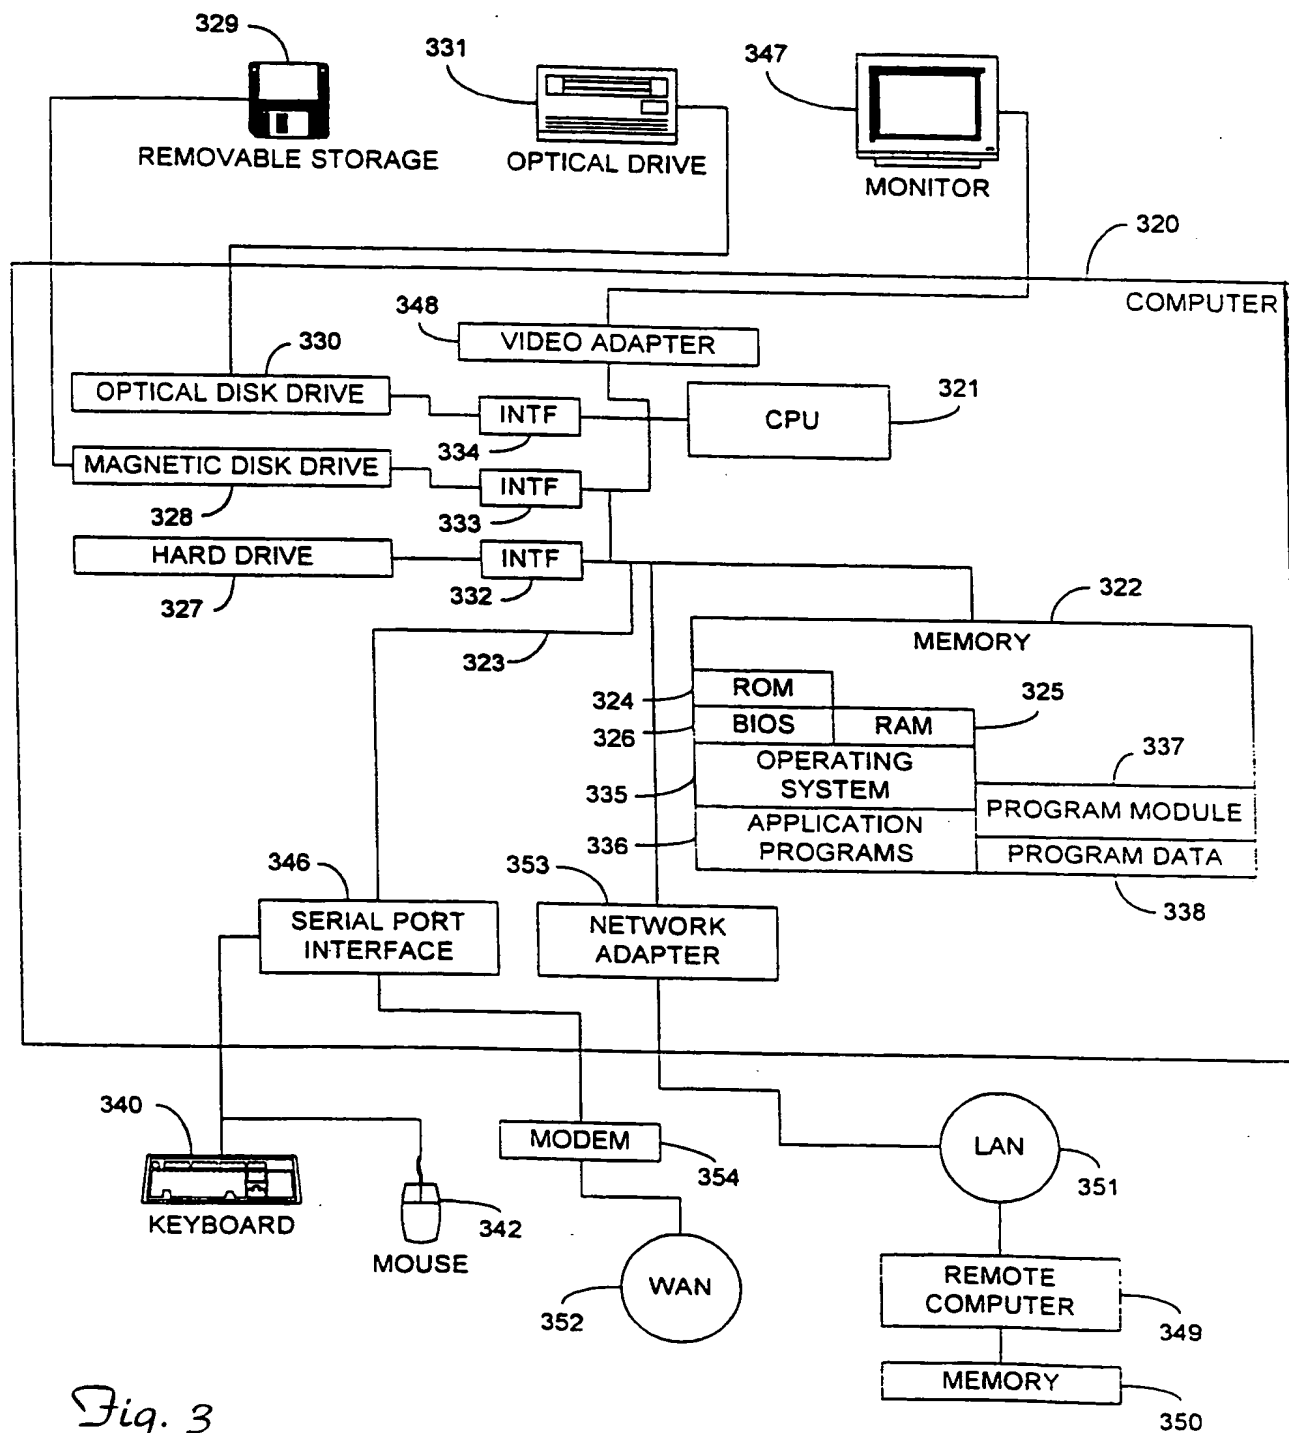 329
331
347
REMOVABLE STORAGE
OPTICAL DRIVE
MONITOR
320
COMPUTER
348
VIDEO ADAPTER
330
OPTICAL DISK DRIVE
INTF
334
CPU
321
MAGNETIC DISK DRIVE
328
INTF
333
HARD DRIVE
327
INTF
332
322
323
MEMORY
324
ROM
325
326
BIOS
RAM
337
335
OPERATING
SYSTEM
PROGRAM MODULE
336
APPLICATION
PROGRAMS
PROGRAM DATA
338
346
353
SERIAL PORT
INTERFACE
NETWORK
ADAPTER
340
KEYBOARD
342
MOUSE
MODEM
354
LAN
351
WAN
352
REMOTE
COMPUTER
349
MEMORY
350
Fig. 3